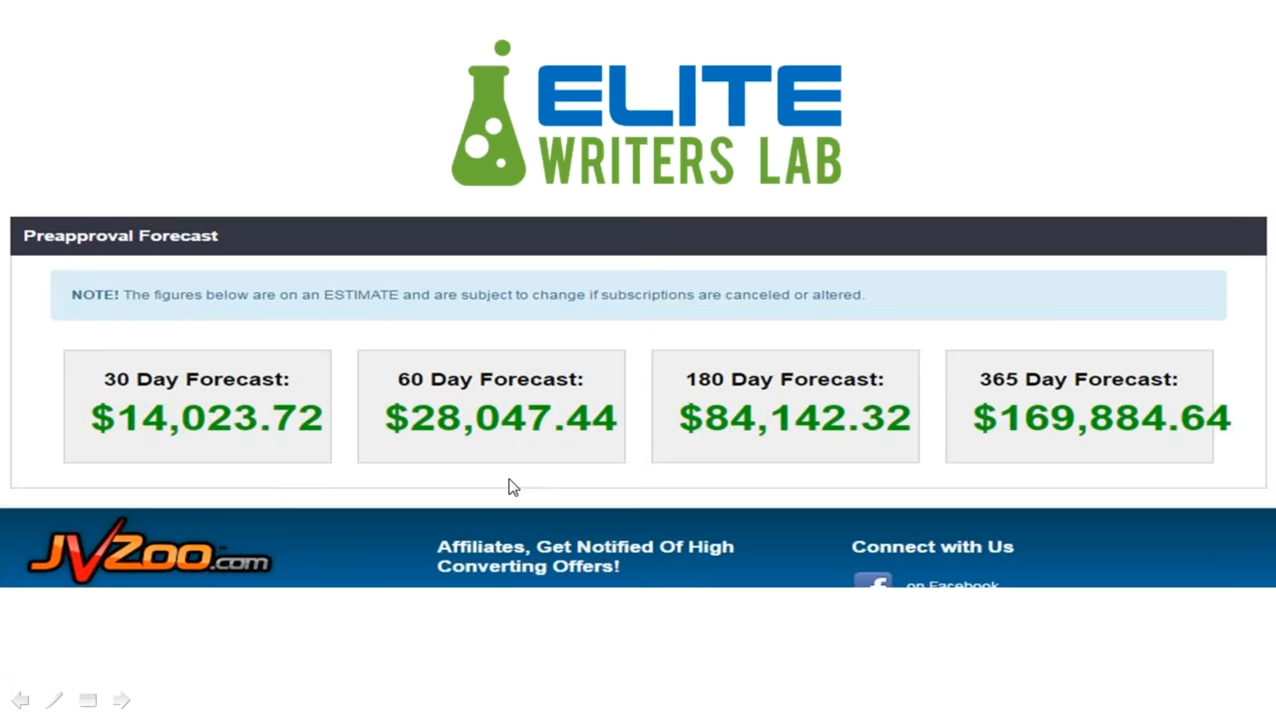 ELITE
WRITERS LAB
Preapproval Forecast
NOTE! The figures below are on an ESTIMATE and are subject to change if subscriptions are canceled or altered.
30 Day Forecast:
$14,023.72
60 Day Forecast:
$28,047.44
180 Day Forecast:
$84,142.32
365 Day Forecast:
$169,884.64
JVZoo.com
Affiliates, Get Notified Of High
Converting Offers!
Connect with Us
f
on Facebook